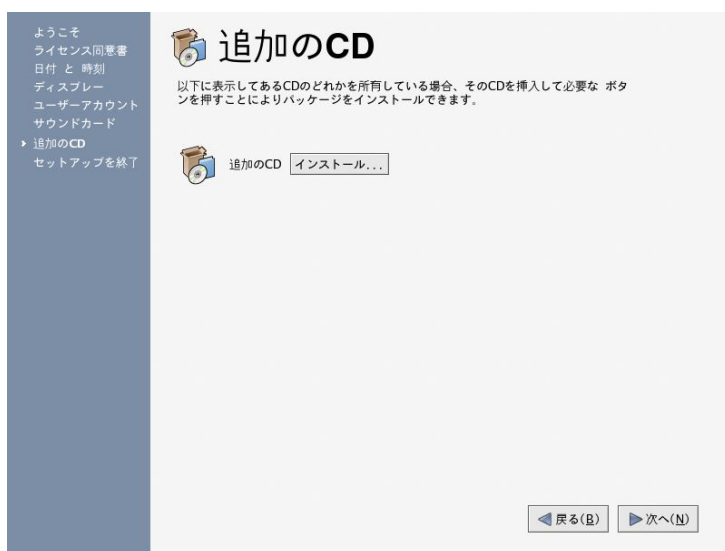 ようこそ
ライセンス同意書
日付 と 時刻
ディスプレー
ユーザーアカウント
サウンドカード
追加のCD
セットアップを終了
追加のCD
以下に表示してあるCDのどれかを所有している場合、そのCDを挿入して必要な ボタ
ンを押すことによりパッケージをインストールできます。
追加のCD インストール...
戻る(B) 次へ(N)